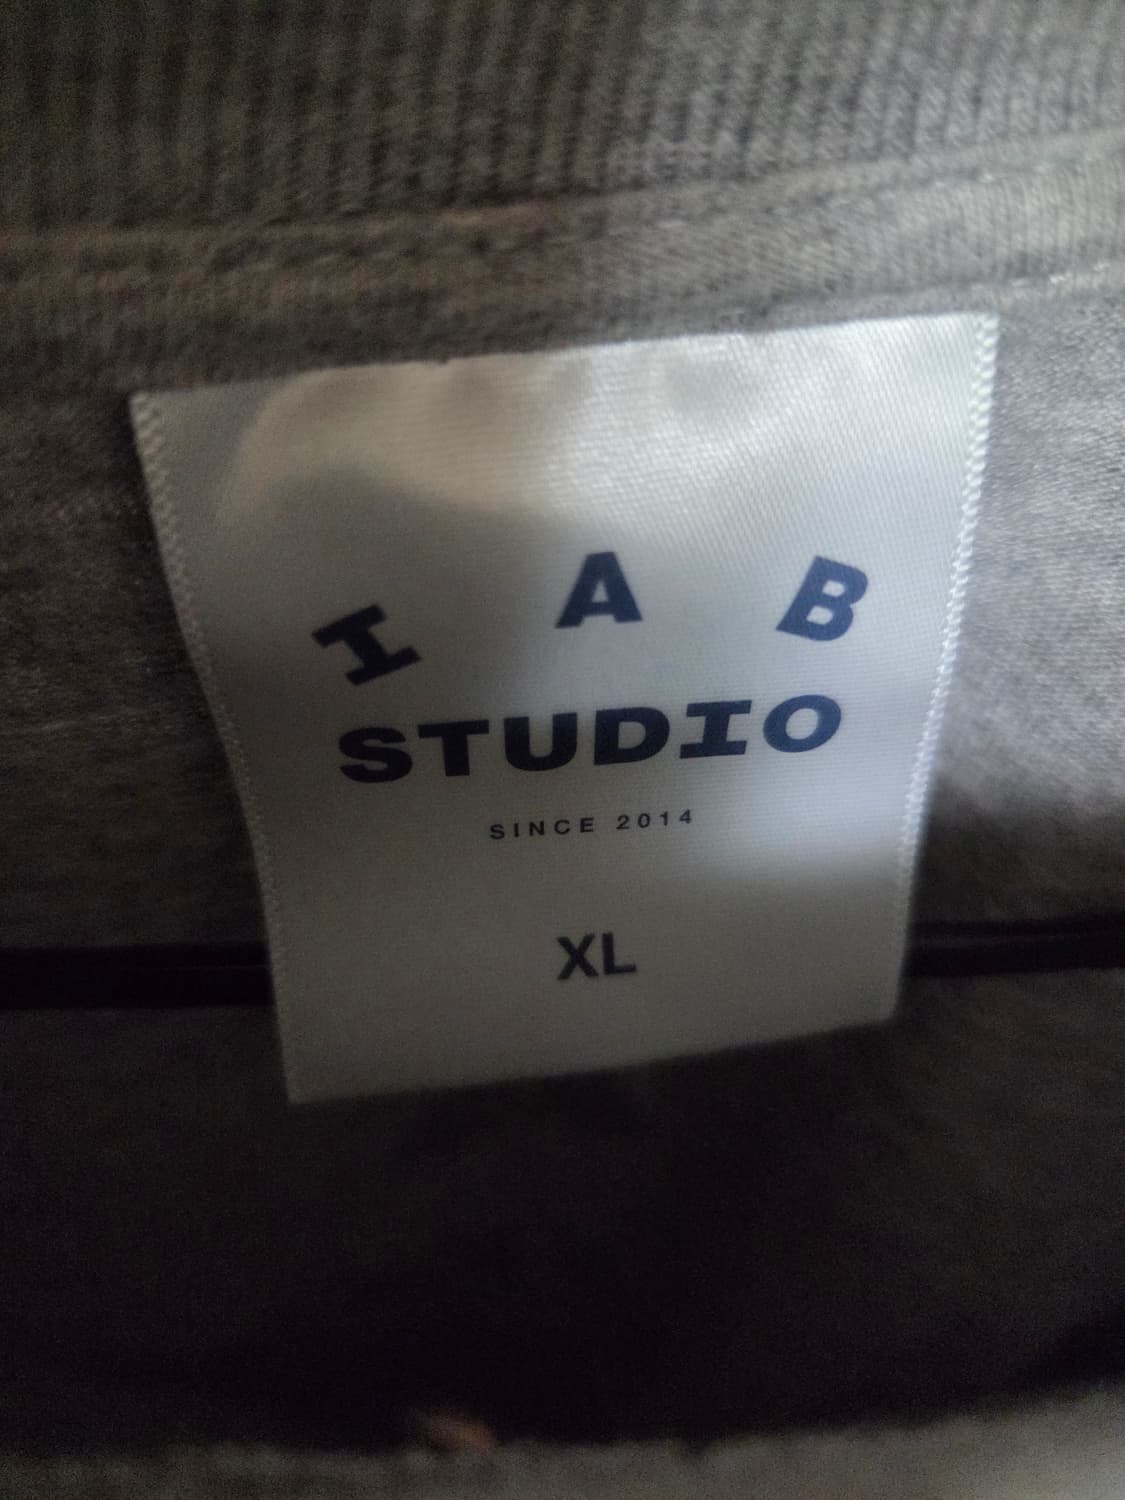 I A B
STUDIO
SINCE 2014
XL